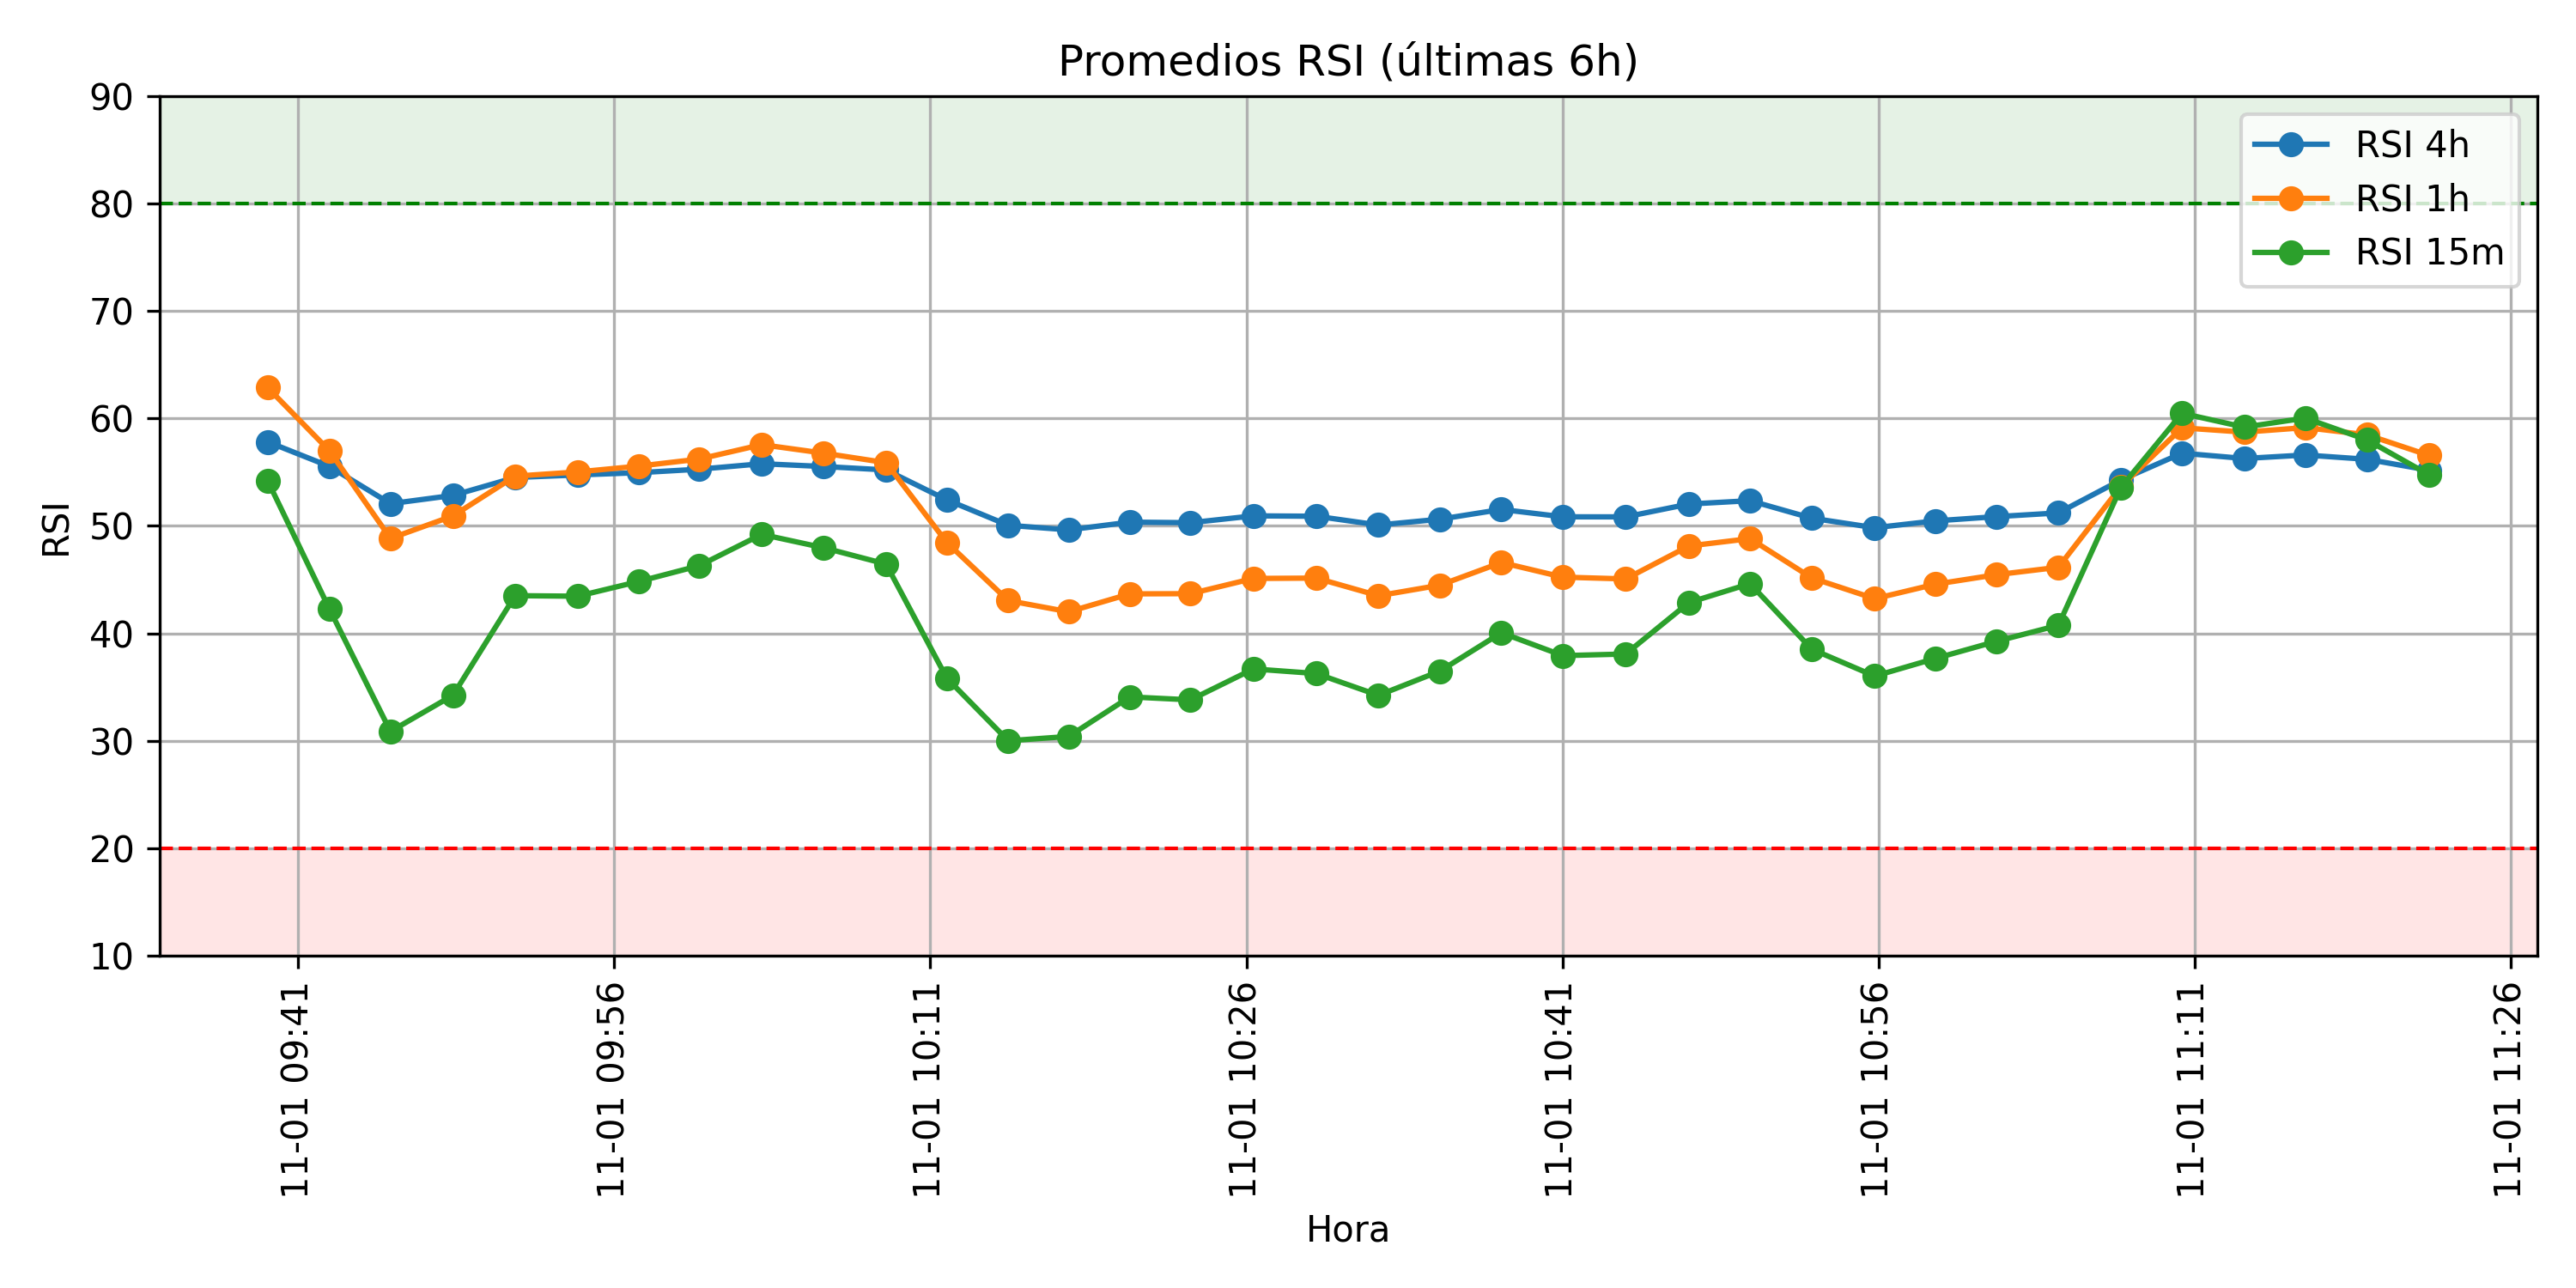 Promedios RSI (últimas 6h)
RSI 4h
RSI 1h
RSI 15m
RSI
90
80
70
60
50
40
30
20
10
11-01 09:41
11-01 09:56
11-01 10:11
11-01 10:26
11-01 10:41
11-01 10:56
11-01 11:11
11-01 11:26
Hora